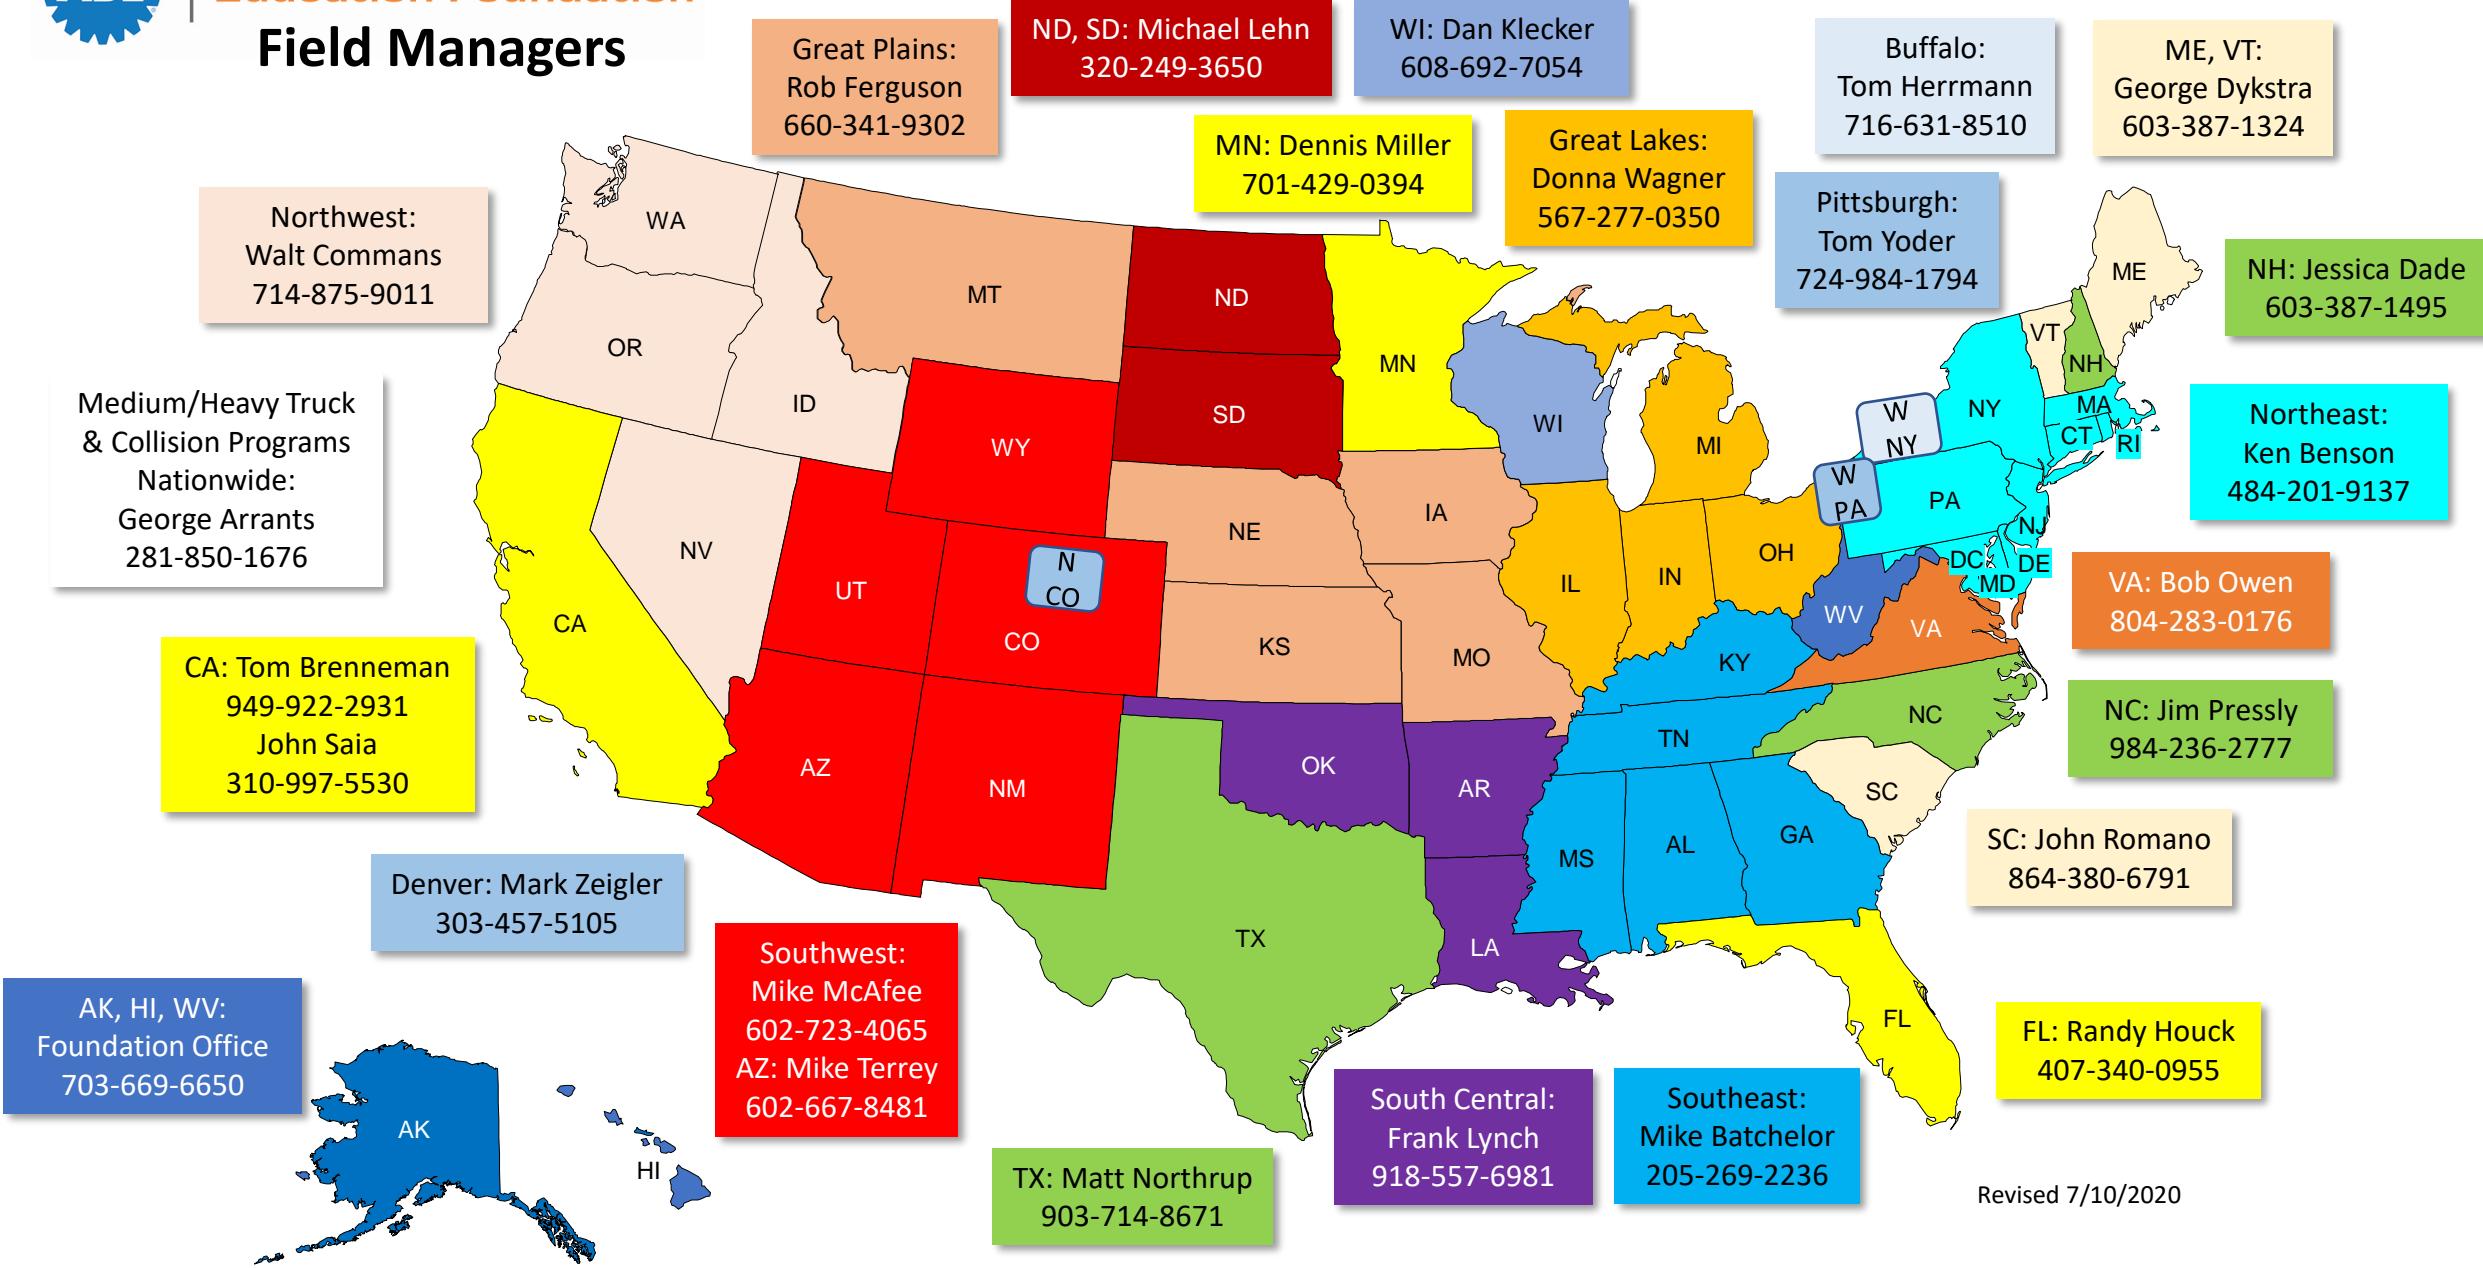 Education Foundation
Field Managers
Great Plains:
Rob Ferguson
660-341-9302
ND, SD: Michael Lehn
320-249-3650
WI: Dan Klecker
608-692-7054
Buffalo:
Tom Herrmann
716-631-8510
ME, VT:
George Dykstra
603-387-1324
MN: Dennis Miller
701-429-0394
Great Lakes:
Donna Wagner
567-277-0350
Pittsburgh:
Tom Yoder
724-984-1794
Northwest:
Walt Commans
714-875-9011
NH: Jessica Dade
603-387-1495
Medium/Heavy Truck
& Collision Programs
Nationwide:
George Arrants
281-850-1676
Northeast:
Ken Benson
484-201-9137
VA: Bob Owen
804-283-0176
CA: Tom Brenneman
949-922-2931
John Saia
310-997-5530
NC: Jim Pressly
984-236-2777
SC: John Romano
864-380-6791
Denver: Mark Zeigler
303-457-5105
Southwest:
Mike McAfee
602-723-4065
AZ: Mike Terrey
602-667-8481
AK, HI, WV:
Foundation Office
703-669-6650
FL: Randy Houck
407-340-0955
South Central:
Frank Lynch
918-557-6981
Southeast:
Mike Batchelor
205-269-2236
TX: Matt Northrup
903-714-8671
Revised 7/10/2020
WA
OR
ID
MT
ND
SD
MN
WI
MI
WY
NE
IA
IL
IN
OH
NV
UT
CO
N
CO
KS
MO
CA
AZ
NM
OK
AR
TX
LA
MS
AL
GA
TN
KY
WV
VA
NC
SC
FL
PA
W
PA
W
NY
NY
VT
NH
ME
MA
CT
RI
NJ
DE
DC
MD
AK
HI